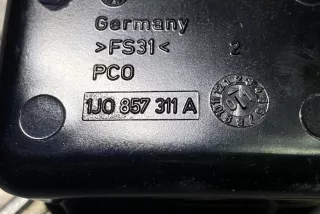 Germany
>FS31< 2
PCO
1J0 857 311 A